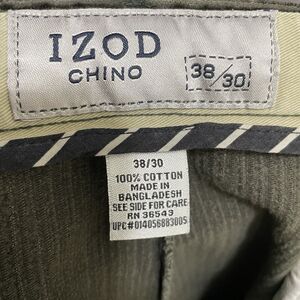 IZOD
CHINO
38/30
38/30
100% COTTON
MADE IN
BANGLADESH
SEE SIDE FOR CARE
RN 36543
UPC#014056883005